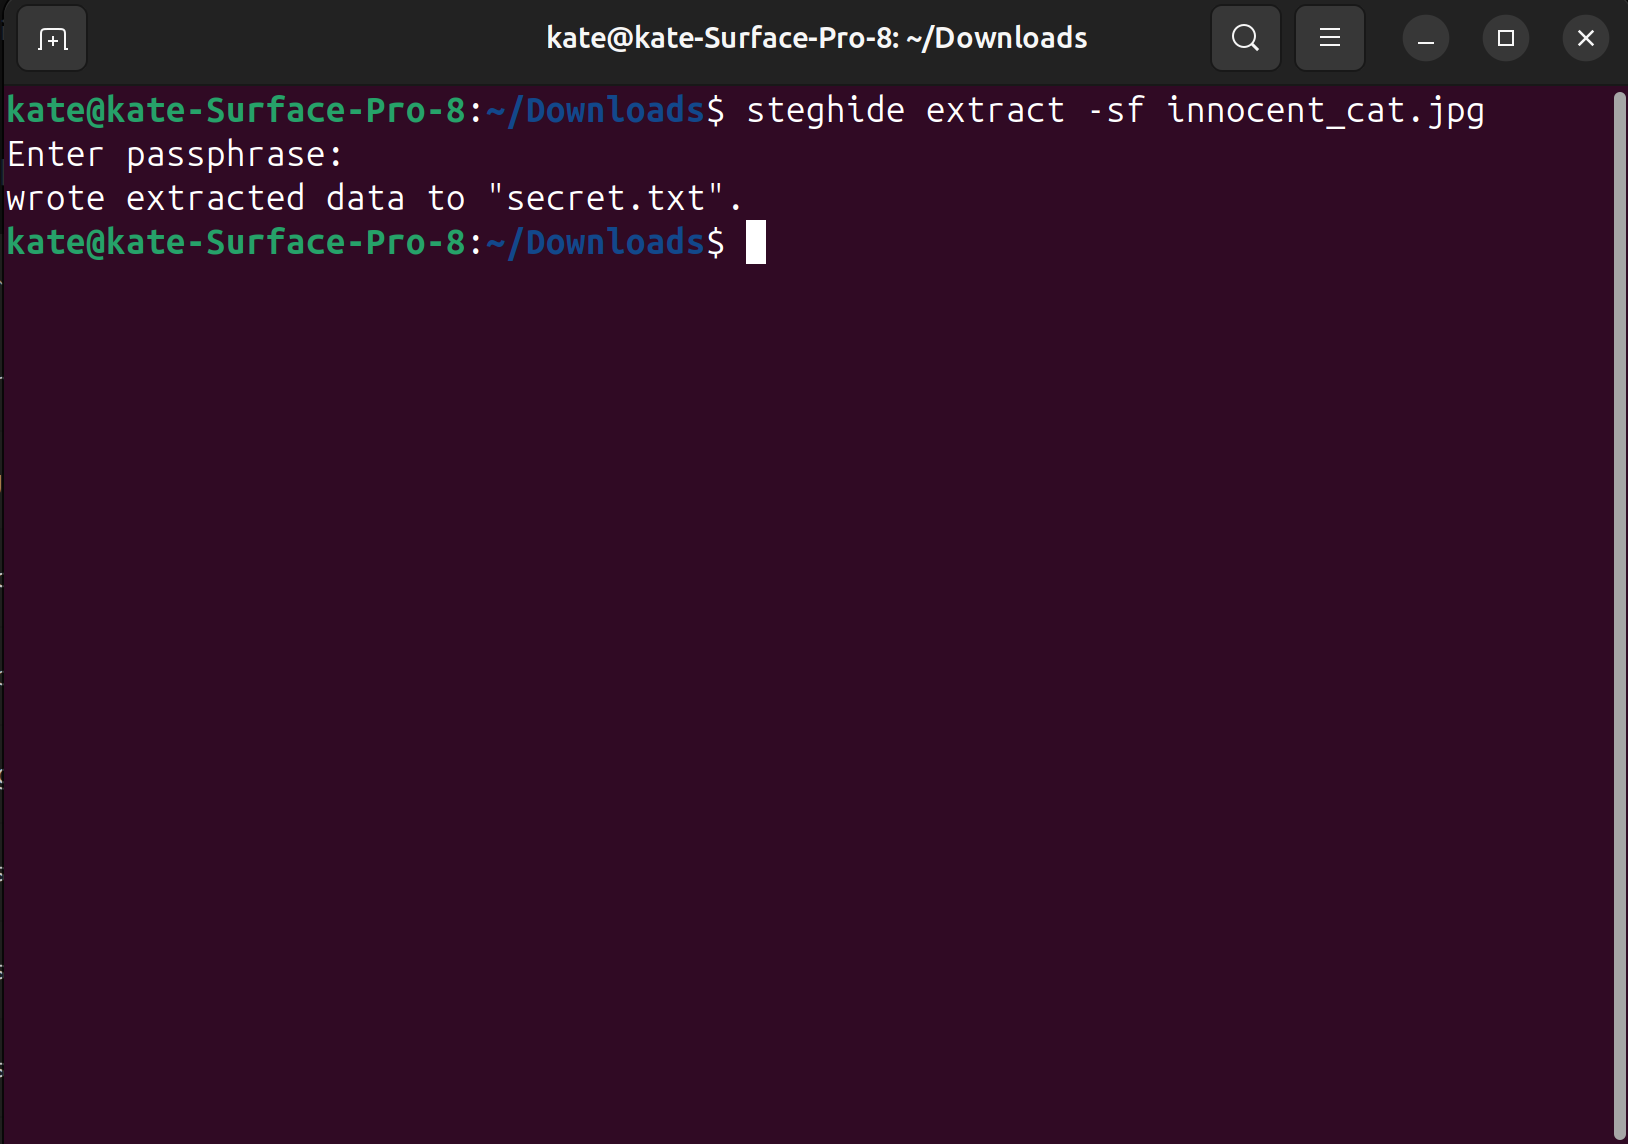 kate@kate-Surface-Pro-8: ~/Downloads
kate@kate-Surface-Pro-8:~/Downloads$ steghide extract -sf innocent_cat.jpg
Enter passphrase:
wrote extracted data to "secret.txt".
kate@kate-Surface-Pro-8:~/Downloads$